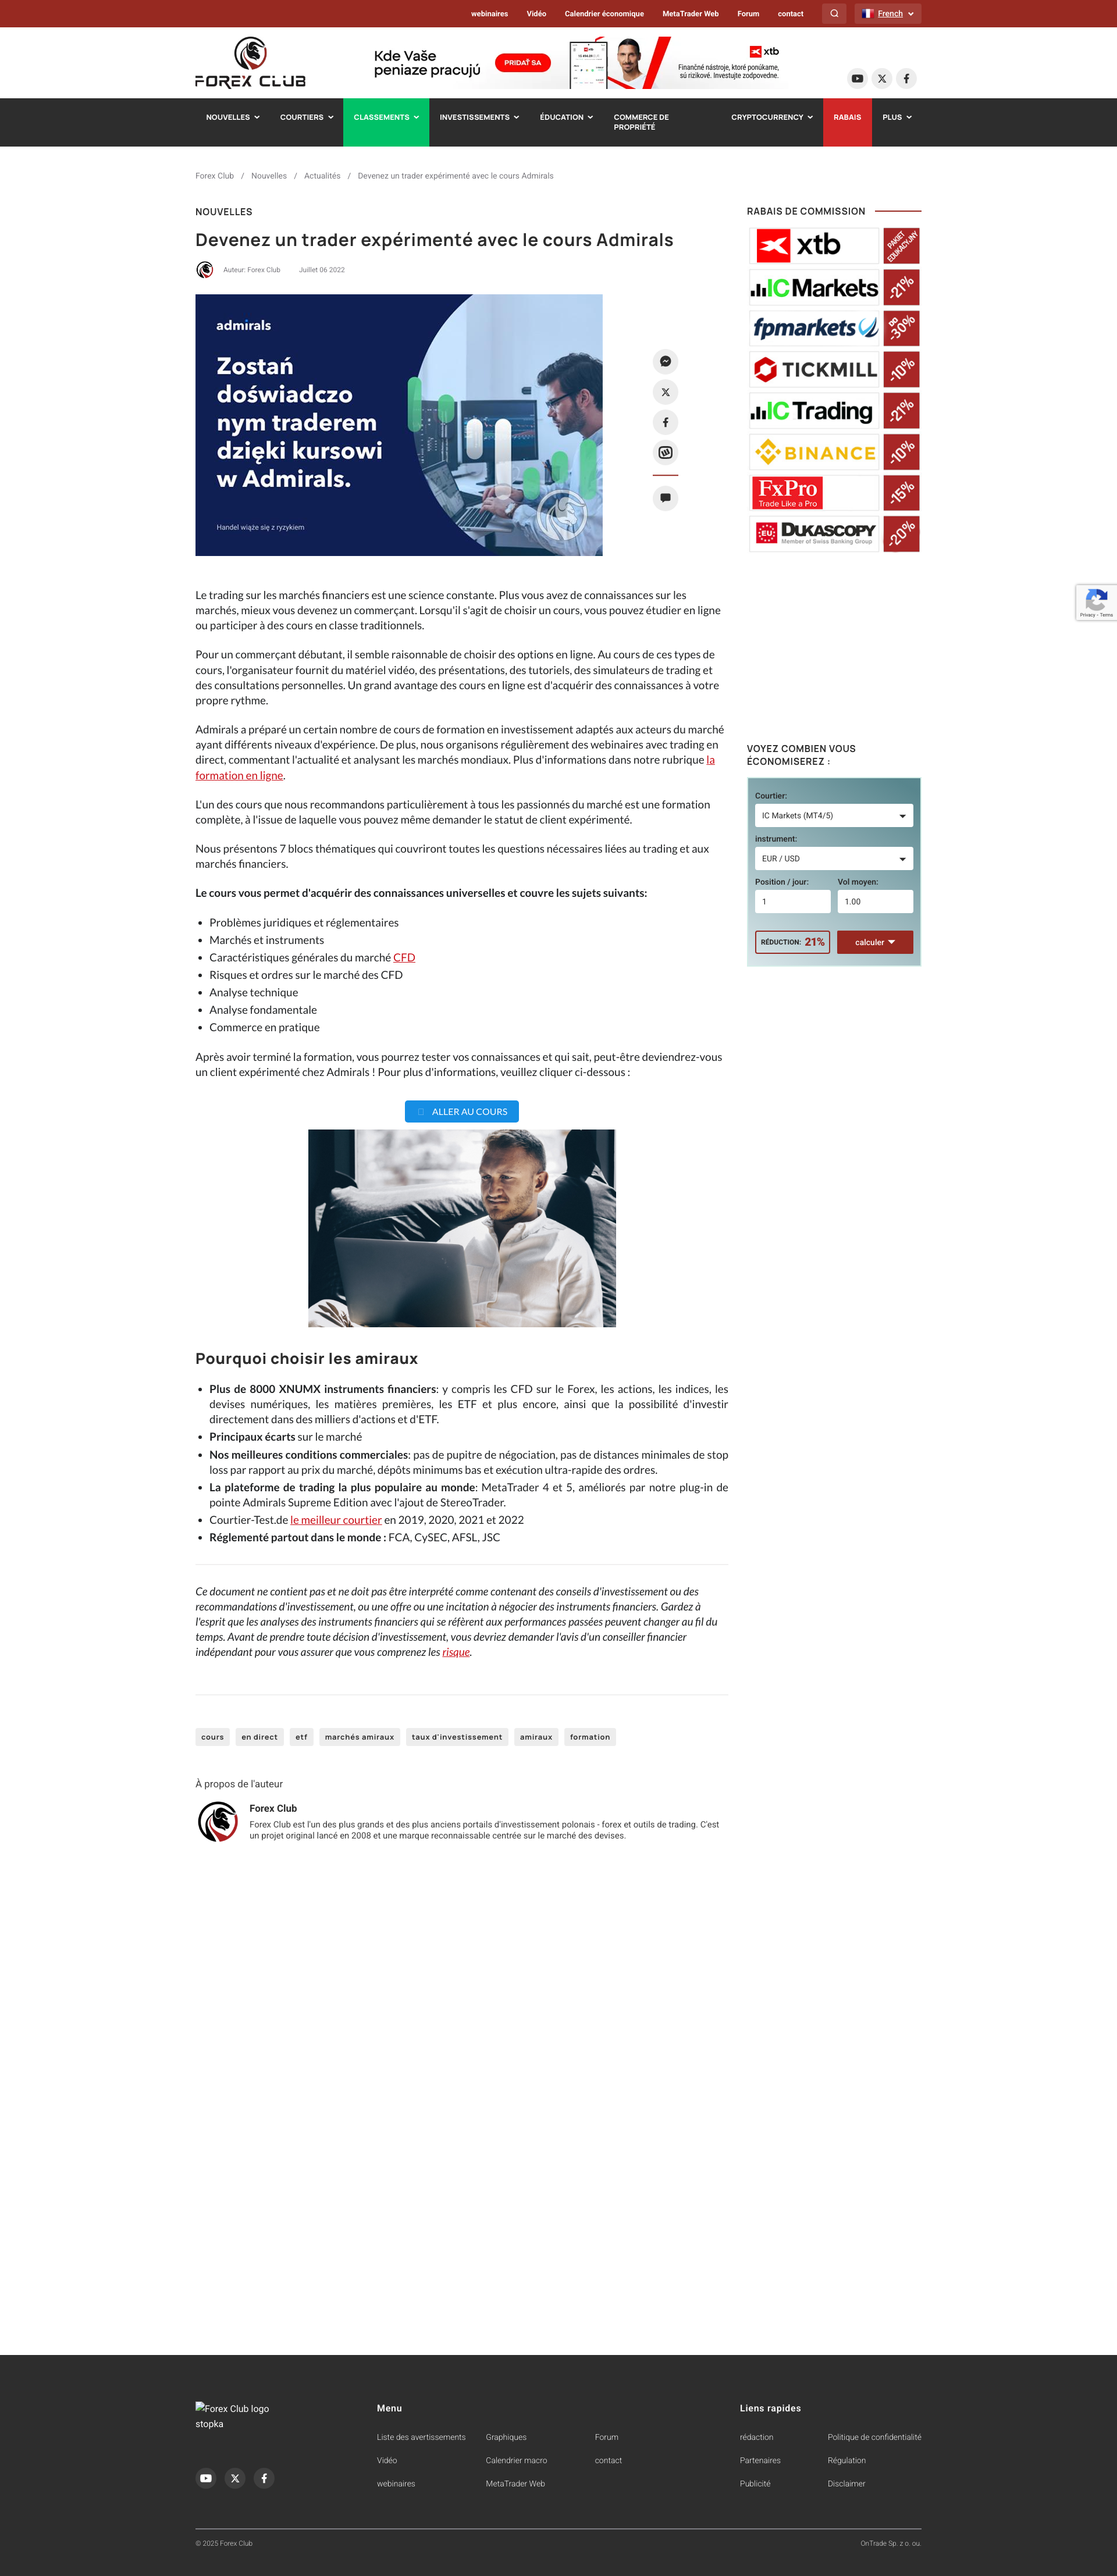 webinaires Vidéo Calendrier économique MetaTrader Web Forum contact French
FOREX CLUB
Kde Vaše
peniaze pracujú
PRIDAŤ SA
xtb
Finančné nástroje, ktoré ponúkame,
sú rizikové. Investujte zodpovedne.
NOUVELLES COURTIERS CLASSEMENTS INVESTISSEMENTS ÉDUCATION COMMERCE DE CRYPTOCURRENCY RABAIS PLUS
PROPRIÉTÉ
Forex Club / Nouvelles / Actualités / Devenez un trader expérimenté avec le cours Admirals
NOUVELLES
Devenez un trader expérimenté avec le cours Admirals
Auteur: Forex Club Juillet 06 2022
admirals
Zostań
doświadczo
nym traderem
dzięki kursowi
w Admirals.
Handel wiąże się z ryzykiem
Le trading sur les marchés financiers est une science constante. Plus vous avez de connaissances sur les
marchés, mieux vous devenez un commerçant. Lorsqu'il s'agit de choisir un cours, vous pouvez étudier en ligne
ou participer à des cours en classe traditionnels.
Pour un commerçant débutant, il semble raisonnable de choisir des options en ligne. Au cours de ces types de
cours, l'organisateur fournit du matériel vidéo, des présentations, des tutoriels, des simulateurs de trading et
des consultations personnelles. Un grand avantage des cours en ligne est d'acquérir des connaissances à votre
propre rythme.
Admirals a préparé un certain nombre de cours de formation en investissement adaptés aux acteurs du marché
ayant différents niveaux d'expérience. De plus, nous organisons régulièrement des webinaires avec trading en
direct, commentant l'actualité et analysant les marchés mondiaux. Plus d'informations dans notre rubrique la
formation en ligne.
L'un des cours que nous recommandons particulièrement à tous les passionnés du marché est une formation
complète, à l'issue de laquelle vous pouvez même demander le statut de client expérimenté.
Nous présentons 7 blocs thématiques qui couvriront toutes les questions nécessaires liées au trading et aux
marchés financiers.
Le cours vous permet d'acquérir des connaissances universelles et couvre les sujets suivants:
• Problèmes juridiques et réglementaires
• Marchés et instruments
• Caractéristiques générales du marché CFD
• Risques et ordres sur le marché des CFD
• Analyse technique
• Analyse fondamentale
• Commerce en pratique
Après avoir terminé la formation, vous pourrez tester vos connaissances et qui sait, peut-être deviendrez-vous
un client expérimenté chez Admirals ! Pour plus d'informations, veuillez cliquer ci-dessous :
ALLER AU COURS
Pourquoi choisir les amiraux
• Plus de 8000 XNUMX instruments financiers: y compris les CFD sur le Forex, les actions, les indices, les
devises numériques, les matières premières, les ETF et plus encore, ainsi que la possibilité d'investir
directement dans des milliers d'actions et d'ETF.
• Principaux écarts sur le marché
• Nos meilleures conditions commerciales: pas de pupitre de négociation, pas de distances minimales de stop
loss par rapport au prix du marché, dépôts minimums bas et exécution ultra-rapide des ordres.
• La plateforme de trading la plus populaire au monde: MetaTrader 4 et 5, améliorés par notre plug-in de
pointe Admirals Supreme Edition avec l'ajout de StereoTrader.
• Courtier-Test.de le meilleur courtier en 2019, 2020, 2021 et 2022
• Réglementé partout dans le monde : FCA, CySEC, AFSL, JSC
Ce document ne contient pas et ne doit pas être interprété comme contenant des conseils d'investissement ou des
recommandations d'investissement, ou une offre ou une incitation à négocier des instruments financiers. Gardez à
l'esprit que les analyses des instruments financiers qui se réfèrent aux performances passées peuvent changer au fil du
temps. Avant de prendre toute décision d'investissement, vous devriez demander l'avis d'un conseiller financier
indépendant pour vous assurer que vous comprenez les risque.
cours en direct etf marchés amiraux taux d'investissement amiraux formation
À propos de l'auteur
Forex Club
Forex Club est l'un des plus grands et des plus anciens portails d'investissement polonais - forex et outils de trading. C'est
un projet original lancé en 2008 et une marque reconnaissable centrée sur le marché des devises.
RABAIS DE COMMISSION
xtb PAKIET
EDUKACYJNY
IC Markets -21%
fpmarkets DO
-30%
TICKMILL -10%
IC Trading -21%
BINANCE -10%
FxPro
Trade Like a Pro
-15%
EU DUKASCOPY
Member of Swiss Banking Group
-20%
Privacy - Terms
VOYEZ COMBIEN VOUS
ÉCONOMISEREZ :
Courtier:
IC Markets (MT4/5)
instrument:
EUR / USD
Position / jour: Vol moyen:
1 1.00
RÉDUCTION: 21% calculer
Forex Club logo
stopka
Menu
Liste des avertissements Graphiques Forum
Vidéo Calendrier macro contact
webinaires MetaTrader Web
Liens rapides
rédaction Politique de confidentialité
Partenaires Régulation
Publicité Disclaimer
© 2025 Forex Club
OnTrade Sp. z o. ou.